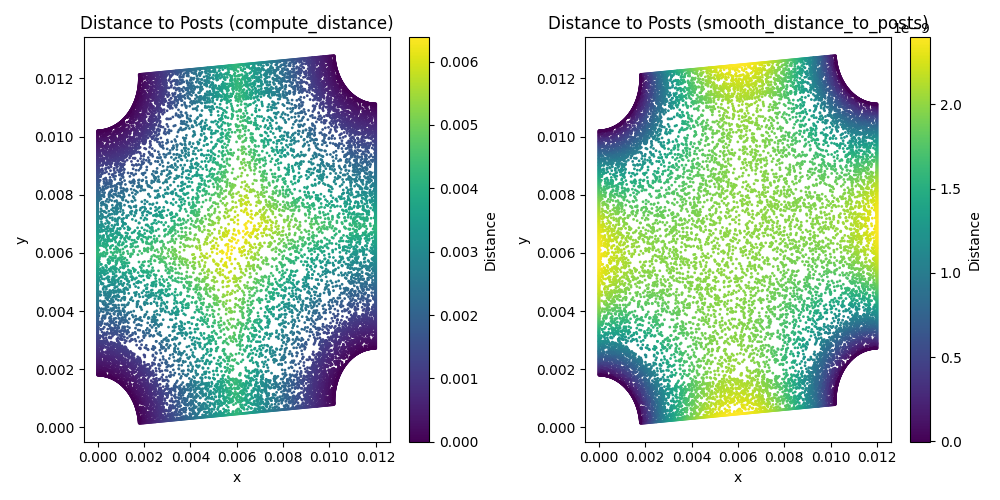 Distance to Posts (compute_distance)
0.012
0.010
0.008
0.006
0.004
0.002
0.000
y
0.000 0.002 0.004 0.006 0.008 0.010 0.012
x
0.006
0.005
0.004
0.003
0.002
0.001
0.000
Distance
Distance to Posts (smooth_distance_to_posts)
1e−9
0.012
0.010
0.008
0.006
0.004
0.002
0.000
y
0.000 0.002 0.004 0.006 0.008 0.010 0.012
x
2.0
1.5
1.0
0.5
0.0
Distance